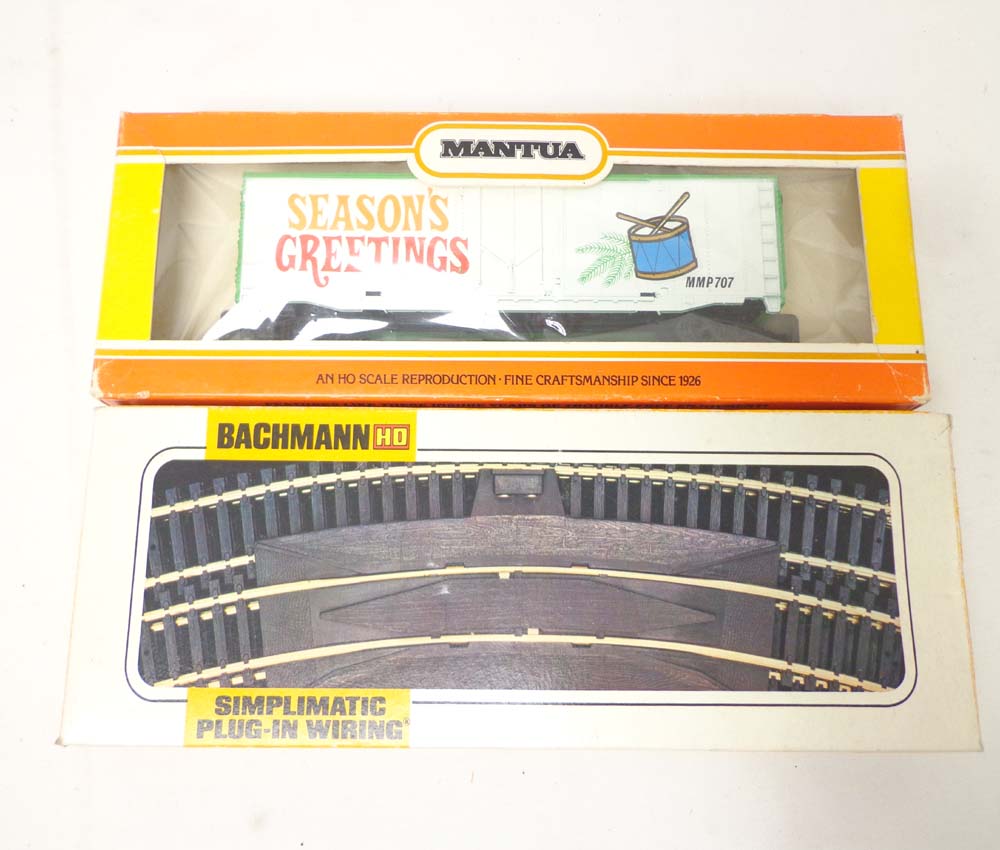 MANTUA
SEASON'S
GREETINGS
MMP707
AN HO SCALE REPRODUCTION · FINE CRAFTSMANSHIP SINCE 1926
BACHMANN HO
SIMPLIMATIC
PLUG-IN WIRING®